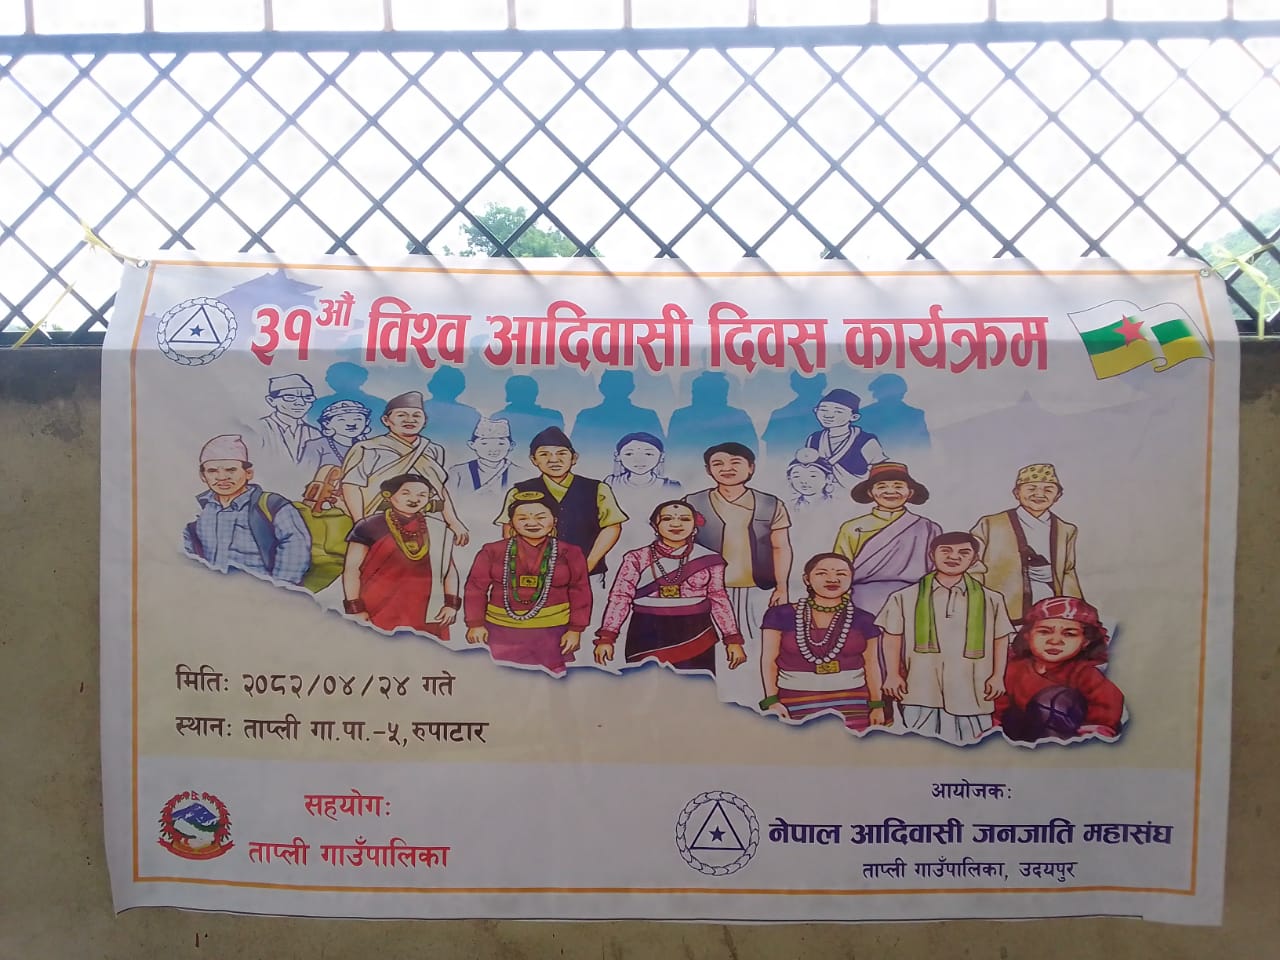 ३१औं विश्व आदिवासी दिवस कार्यक्रम
मिति: २०८२/०४/२४ गते
स्थान: ताप्ली गा.पा.-५, रुपाटार
सहयोग:
ताप्ली गाउँपालिका
आयोजक:
नेपाल आदिवासी जनजाति महासंघ
ताप्ली गाउँपालिका, उदयपुर